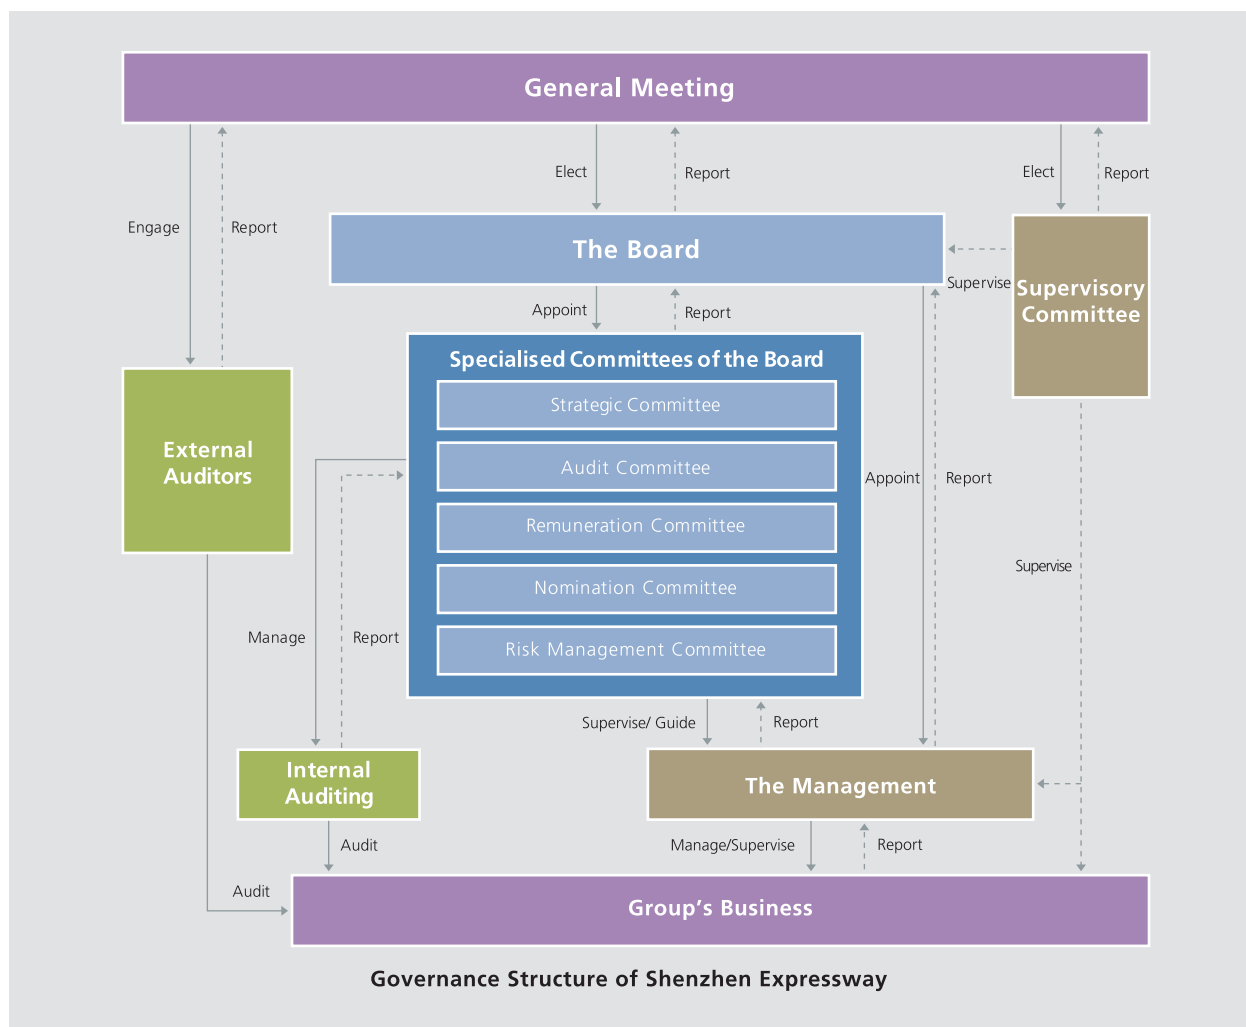 General Meeting
Elect
Report
Elect
Report
Engage
Report
The Board
Supervise
Supervisory
Committee
Appoint
Report
Specialised Committees of the Board
Strategic Committee
External
Auditors
Audit Committee
Appoint
Report
Remuneration Committee
Supervise
Nomination Committee
Manage
Report
Risk Management Committee
Supervise/ Guide
Report
Internal
Auditing
The Management
Audit
Manage/Supervise
Report
Audit
Group's Business
Governance Structure of Shenzhen Expressway